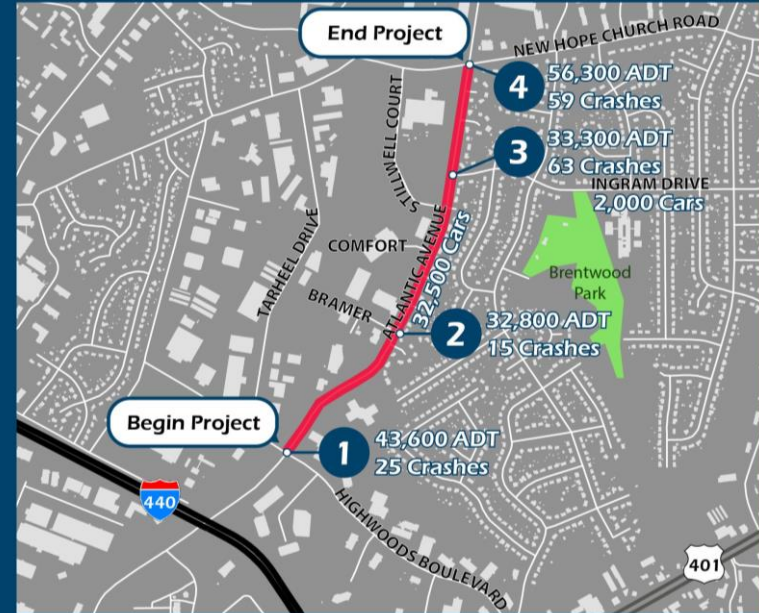 End Project
NEW HOPE CHURCH ROAD
4
56,300 ADT
59 Crashes
STILLWELL COURT
3
33,300 ADT
63 Crashes
INGRAM DRIVE
2,000 Cars
TARHEEL DRIVE
COMFORT
ATLANTIC AVENUE
32,500 Cars
Brentwood
Park
BRAMER
2
32,800 ADT
15 Crashes
Begin Project
1
43,600 ADT
25 Crashes
440
HIGHWOODS BOULEVARD
401